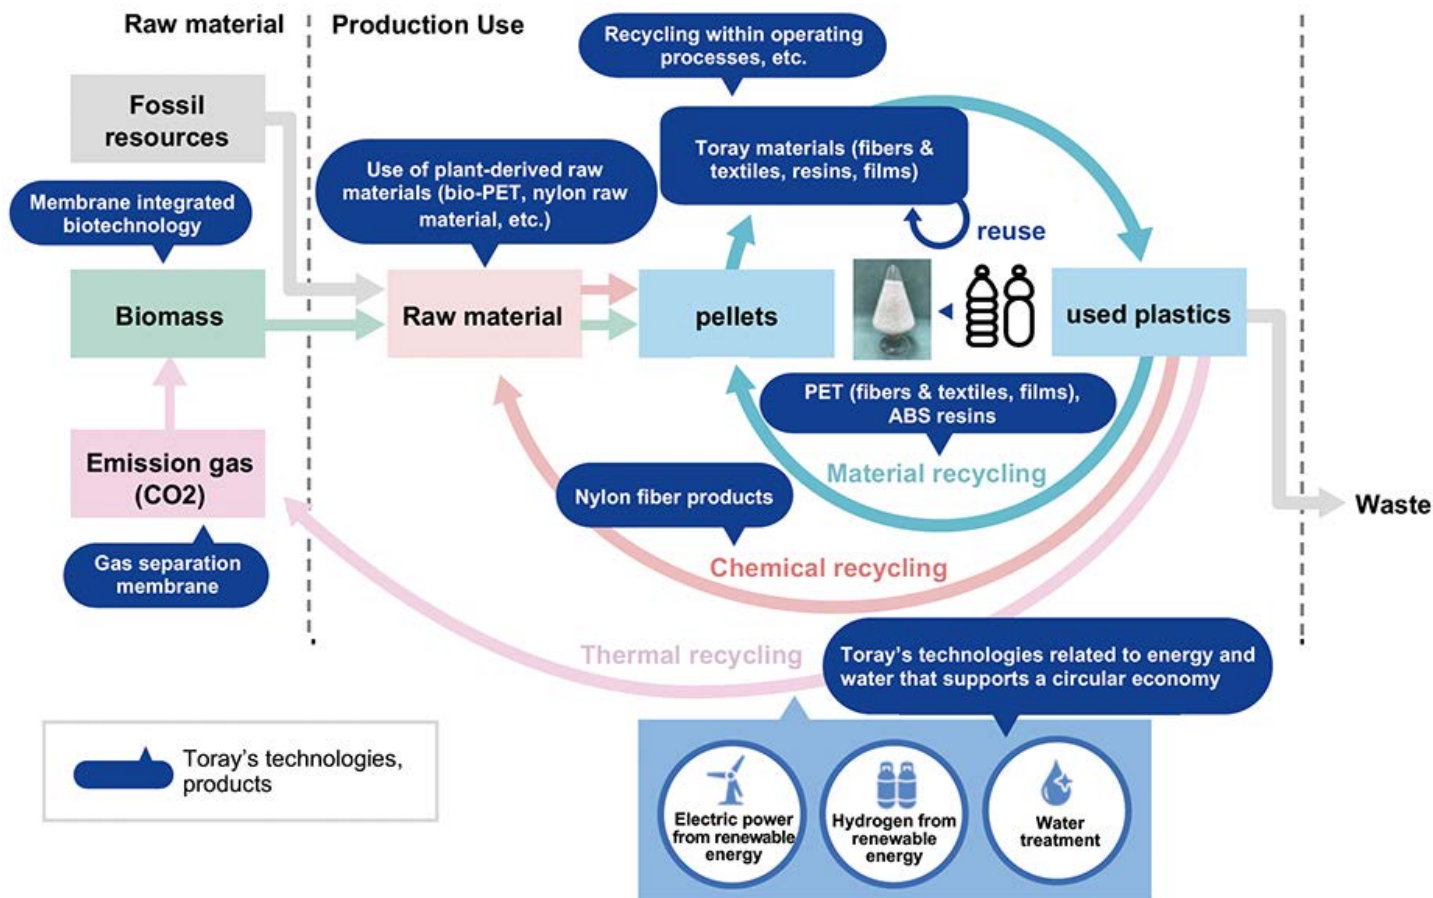 Raw material
Production Use
Recycling within operating
processes, etc.
Fossil
resources
Toray materials (fibers &
textiles, resins, films)
Use of plant-derived raw
materials (bio-PET, nylon raw
material, etc.)
Membrane integrated
biotechnology
reuse
Biomass
Raw material
pellets
used plastics
PET (fibers & textiles, films),
ABS resins
Emission gas
(CO2)
Material recycling
Nylon fiber products
Waste
Gas separation
membrane
Chemical recycling
Thermal recycling
Toray's technologies related to energy and
water that supports a circular economy
Toray's technologies,
products
Electric power
from renewable
energy
Hydrogen from
renewable
energy
Water
treatment